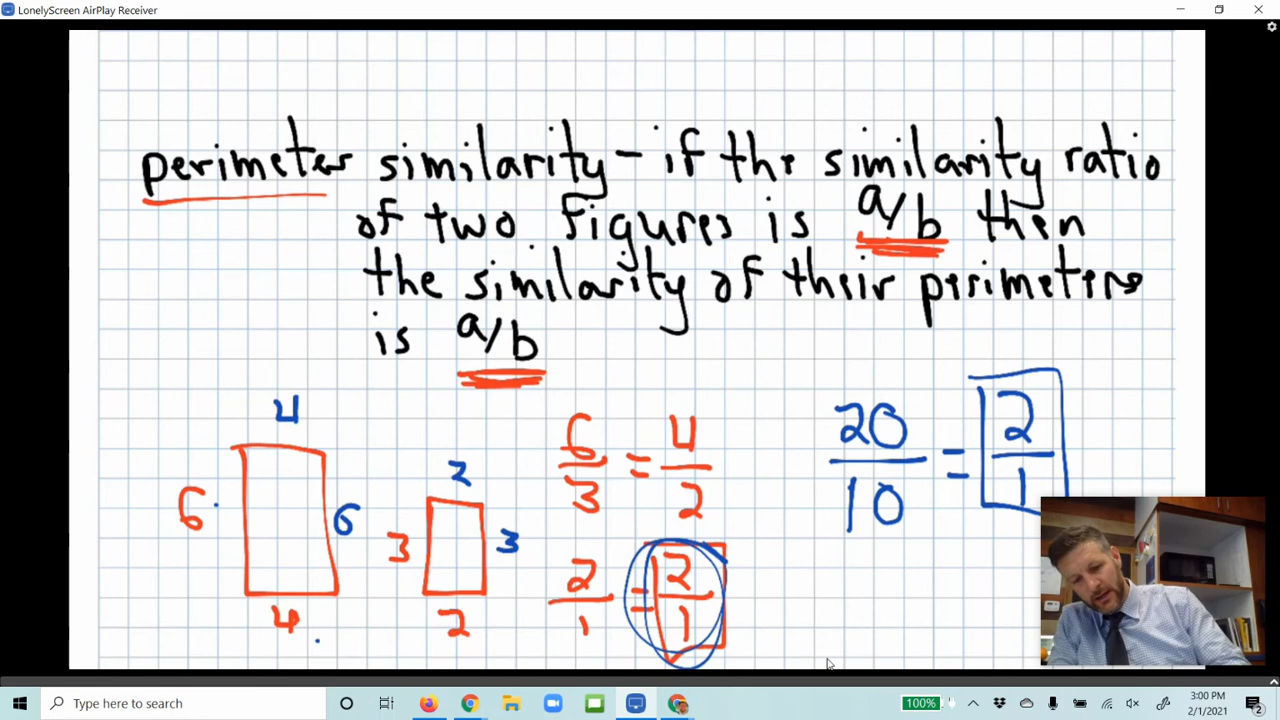 LonelyScreen AirPlay Receiver
perimeter similarity - if the similarity ratio
of two figures is a/b then
the similarity of their perimeters
is a/b
4
6
6
4
2
3
3
2
6/3 = 4/2
2/1 = 2/1
20/10 = 2/1
Type here to search
100%
3:00 PM
2/1/2021
2